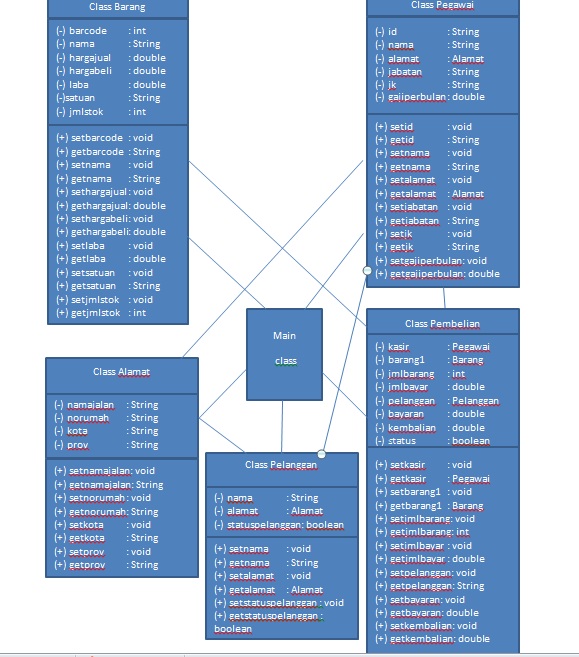 Class Barang
(-) barcode : int
(-) nama : String
(-) hargajual : double
(-) hargabeli : double
(-) laba : double
(-)satuan : String
(-) jmlstok : int
(+) setbarcode : void
(+) getbarcode : String
(+) setnama : void
(+) getnama : String
(+) sethargajual: void
(+) gethargajual: double
(+) sethargabeli: void
(+) gethargabeli: double
(+) setlaba : void
(+) getlaba : double
(+) setsatuan : void
(+) getsatuan : String
(+) setjmlstok : void
(+) getjmlstok : int
Class Pegawai
(-) id : String
(-) nama : String
(-) alamat : Alamat
(-) jabatan : String
(-) jk : String
(-) gajiperbulan: double
(+) setid : void
(+) getid : String
(+) setnama : void
(+) getnama : String
(+) setalamat : void
(+) getalamat : Alamat
(+) setjabatan : void
(+) getjabatan : String
(+) setjk : void
(+) getjk : String
(+) setgajiperbulan: void
(+) getgajiperbulan: double
Main
class
Class Alamat
(-) namajalan : String
(-) norumah : String
(-) kota : String
(-) prov : String
(+) setnamajalan: void
(+) getnamajalan: String
(+) setnorumah: void
(+) getnorumah: String
(+) setkota : void
(+) getkota : String
(+) setprov : void
(+) getprov : String
Class Pelanggan
(-) nama : String
(-) alamat : Alamat
(-) statuspelanggan: boolean
(+) setnama : void
(+) getnama : String
(+) setalamat : void
(+) getalamat : Alamat
(+) setstatuspelanggan : void
(+) getstatuspelanggan :
boolean
Class Pembelian
(-) kasir : Pegawai
(-) barang1 : Barang
(-) jmlbarang : int
(-) jmlbayar : double
(-) pelanggan : Pelanggan
(-) bayaran : double
(-) kembalian : double
(-) status : boolean
(+) setkasir : void
(+) getkasir : Pegawai
(+) setbarang1 : void
(+) getbarang1 : Barang
(+) setjmlbarang: void
(+) getjmlbarang: int
(+) setjmlbayar : void
(+) getjmlbayar : double
(+) setpelanggan: void
(+) getpelanggan: String
(+) setbayaran: void
(+) getbayaran: double
(+) setkembalian: void
(+) getkembalian: double